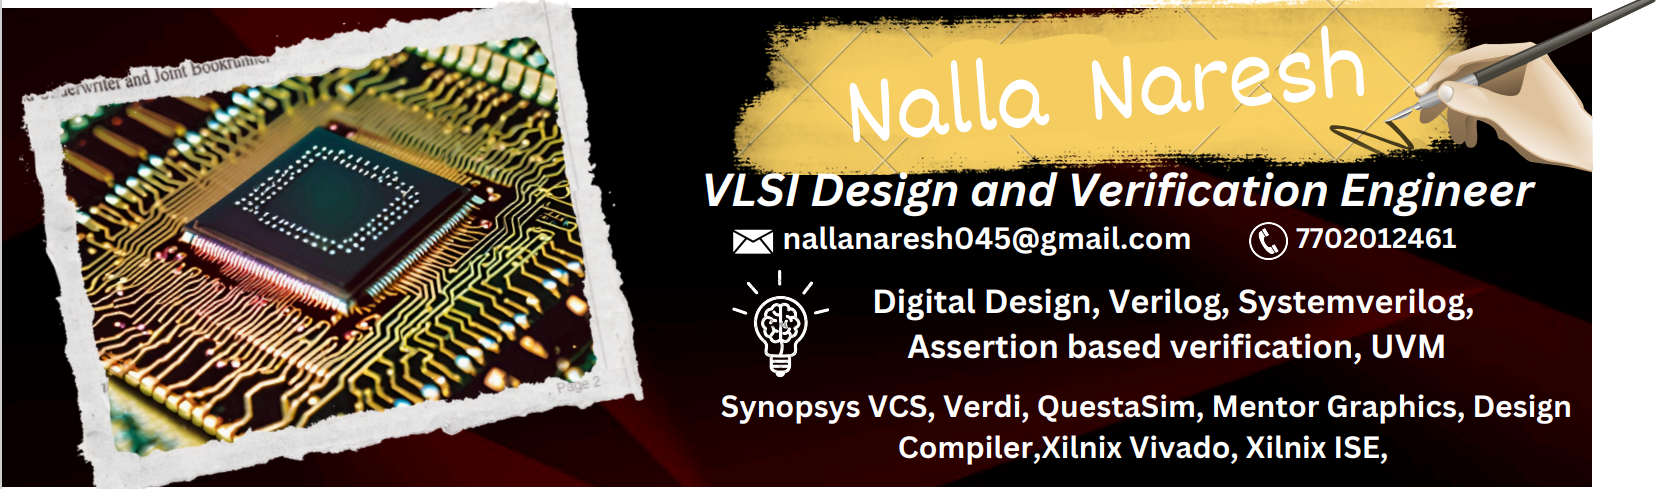 Underwriter and Joint Bookrunner
Nalla Naresh
VLSI Design and Verification Engineer
nallanaresh045@gmail.com 7702012461
Digital Design, Verilog, Systemverilog,
Assertion based verification, UVM
Page 2
Synopsys VCS, Verdi, QuestaSim, Mentor Graphics, Design
Compiler,Xilnix Vivado, Xilnix ISE,